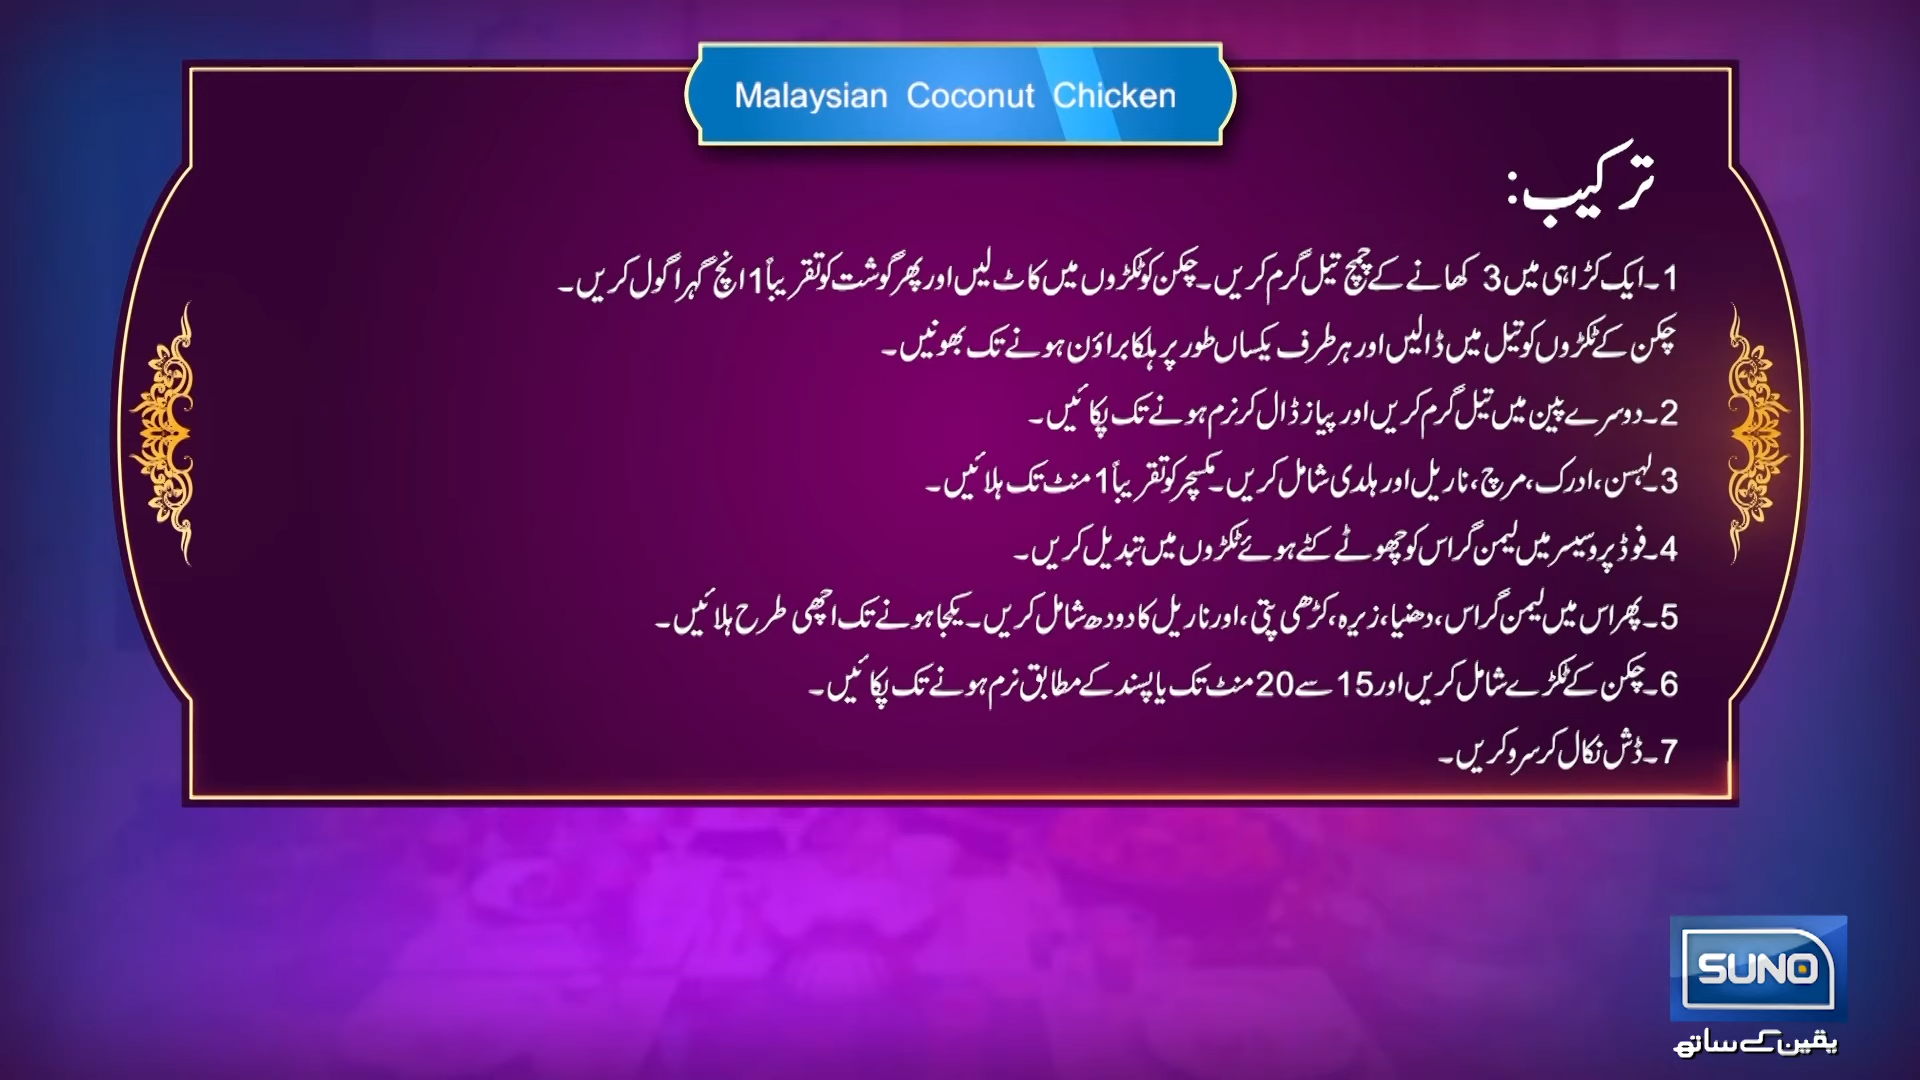 Malaysian Coconut Chicken
ترکیب:
1۔ایک کڑاہی میں 3 کھانے کے چمچ تیل گرم کریں۔چکن کو ٹکڑوں میں کاٹ لیں اور پھر گوشت کو تقریباً 1 انچ گہرا گول کریں۔
چکن کے ٹکڑوں کو تیل میں ڈالیں اور ہر طرف یکساں طور پر ہلکا براؤن ہونے تک بھونیں۔
2۔دوسرے پین میں تیل گرم کریں اور پیاز ڈال کر نرم ہونے تک پکائیں۔
3۔لہسن، ادرک، مرچ، ناریل اور ہلدی شامل کریں۔مکسچر کو تقریباً 1 منٹ تک ہلائیں۔
4۔فوڈ پروسیسر میں لیمن گراس کو چھوٹے کٹے ہوئے ٹکڑوں میں تبدیل کریں۔
5۔پھر اس میں لیمن گراس، دھنیا، زیرہ، کڑھی پتی، اور ناریل کا دودھ شامل کریں۔یکجا ہونے تک اچھی طرح ہلائیں۔
6۔چکن کے ٹکڑے شامل کریں اور 15 سے 20 منٹ تک یا پسند کے مطابق نرم ہونے تک پکائیں۔
7۔ڈش نکال کر سرو کریں۔
SUNO
یقین کے ساتھ